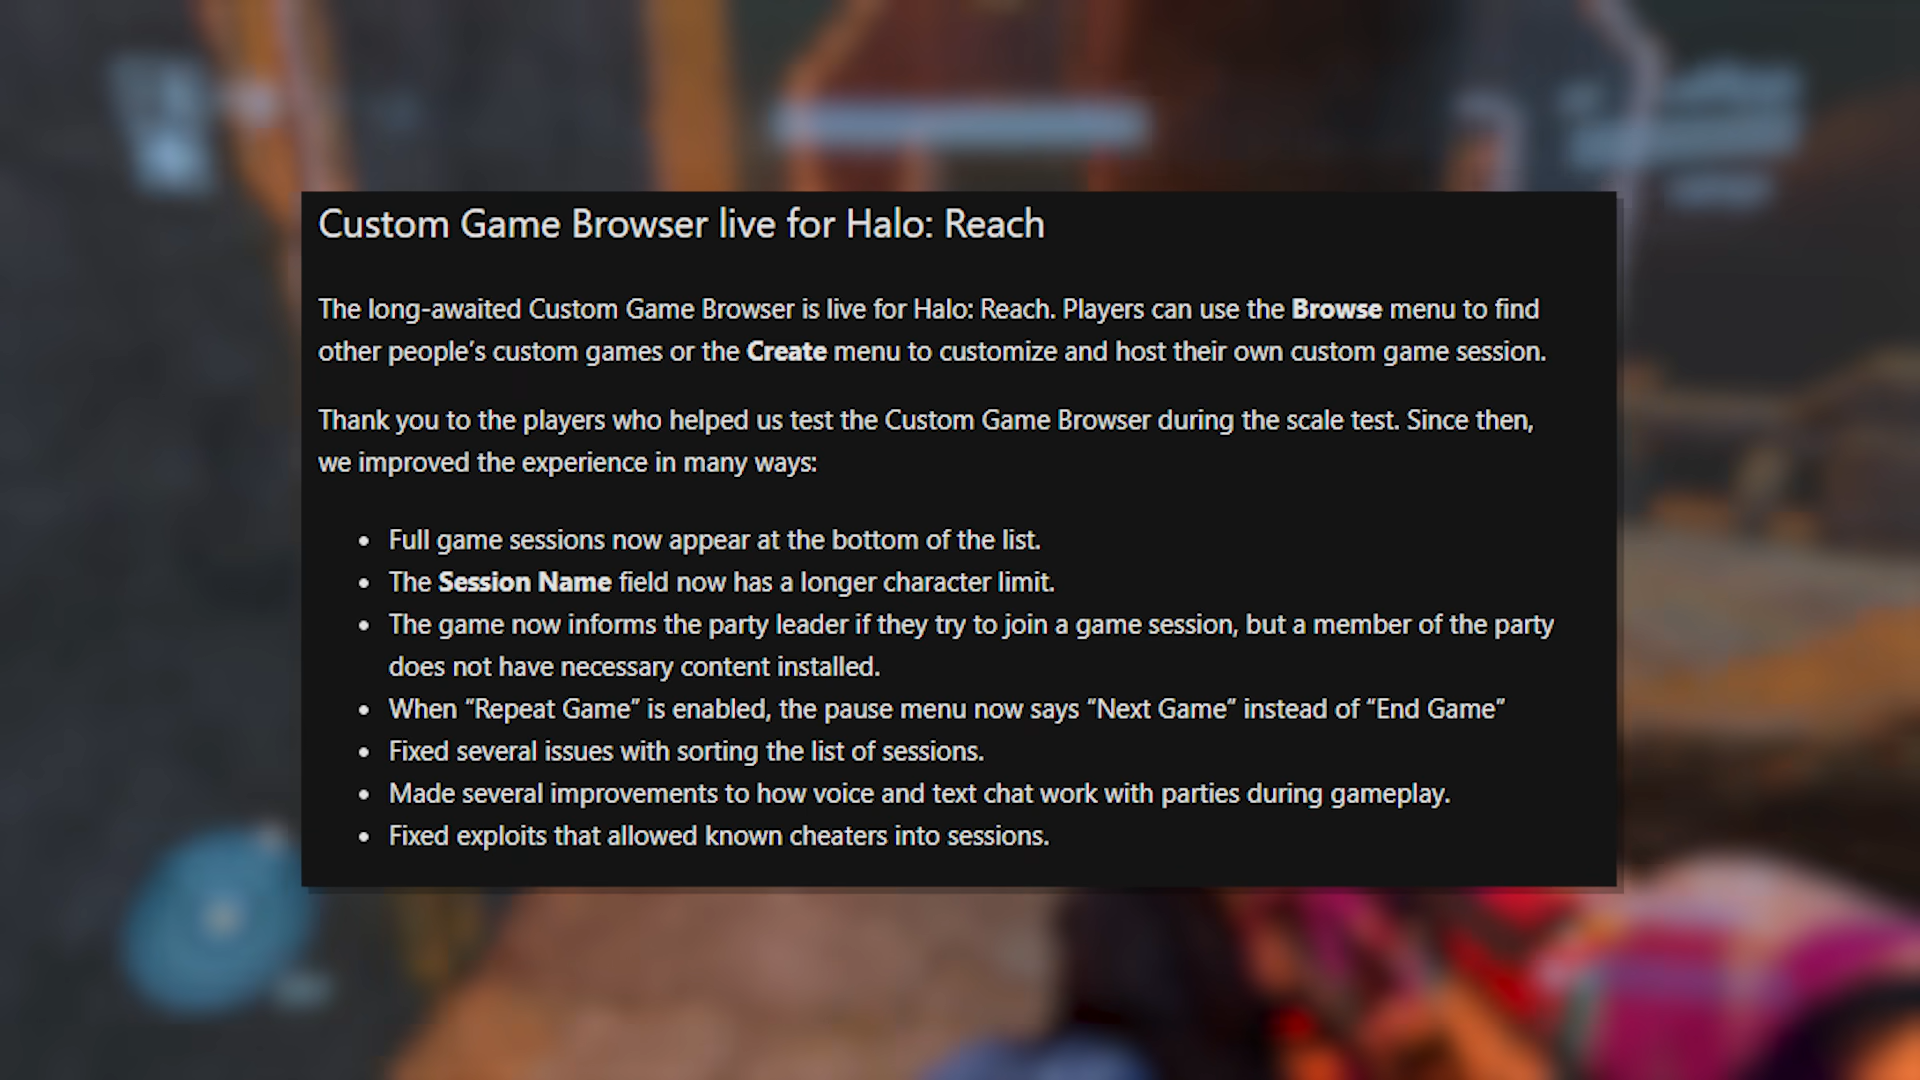 Custom Game Browser live for Halo: Reach
The long-awaited Custom Game Browser is live for Halo: Reach. Players can use the Browse menu to find
other people's custom games or the Create menu to customize and host their own custom game session.
Thank you to the players who helped us test the Custom Game Browser during the scale test. Since then,
we improved the experience in many ways:
• Full game sessions now appear at the bottom of the list.
• The Session Name field now has a longer character limit.
• The game now informs the party leader if they try to join a game session, but a member of the party
does not have necessary content installed.
• When “Repeat Game” is enabled, the pause menu now says “Next Game” instead of “End Game”
• Fixed several issues with sorting the list of sessions.
• Made several improvements to how voice and text chat work with parties during gameplay.
• Fixed exploits that allowed known cheaters into sessions.